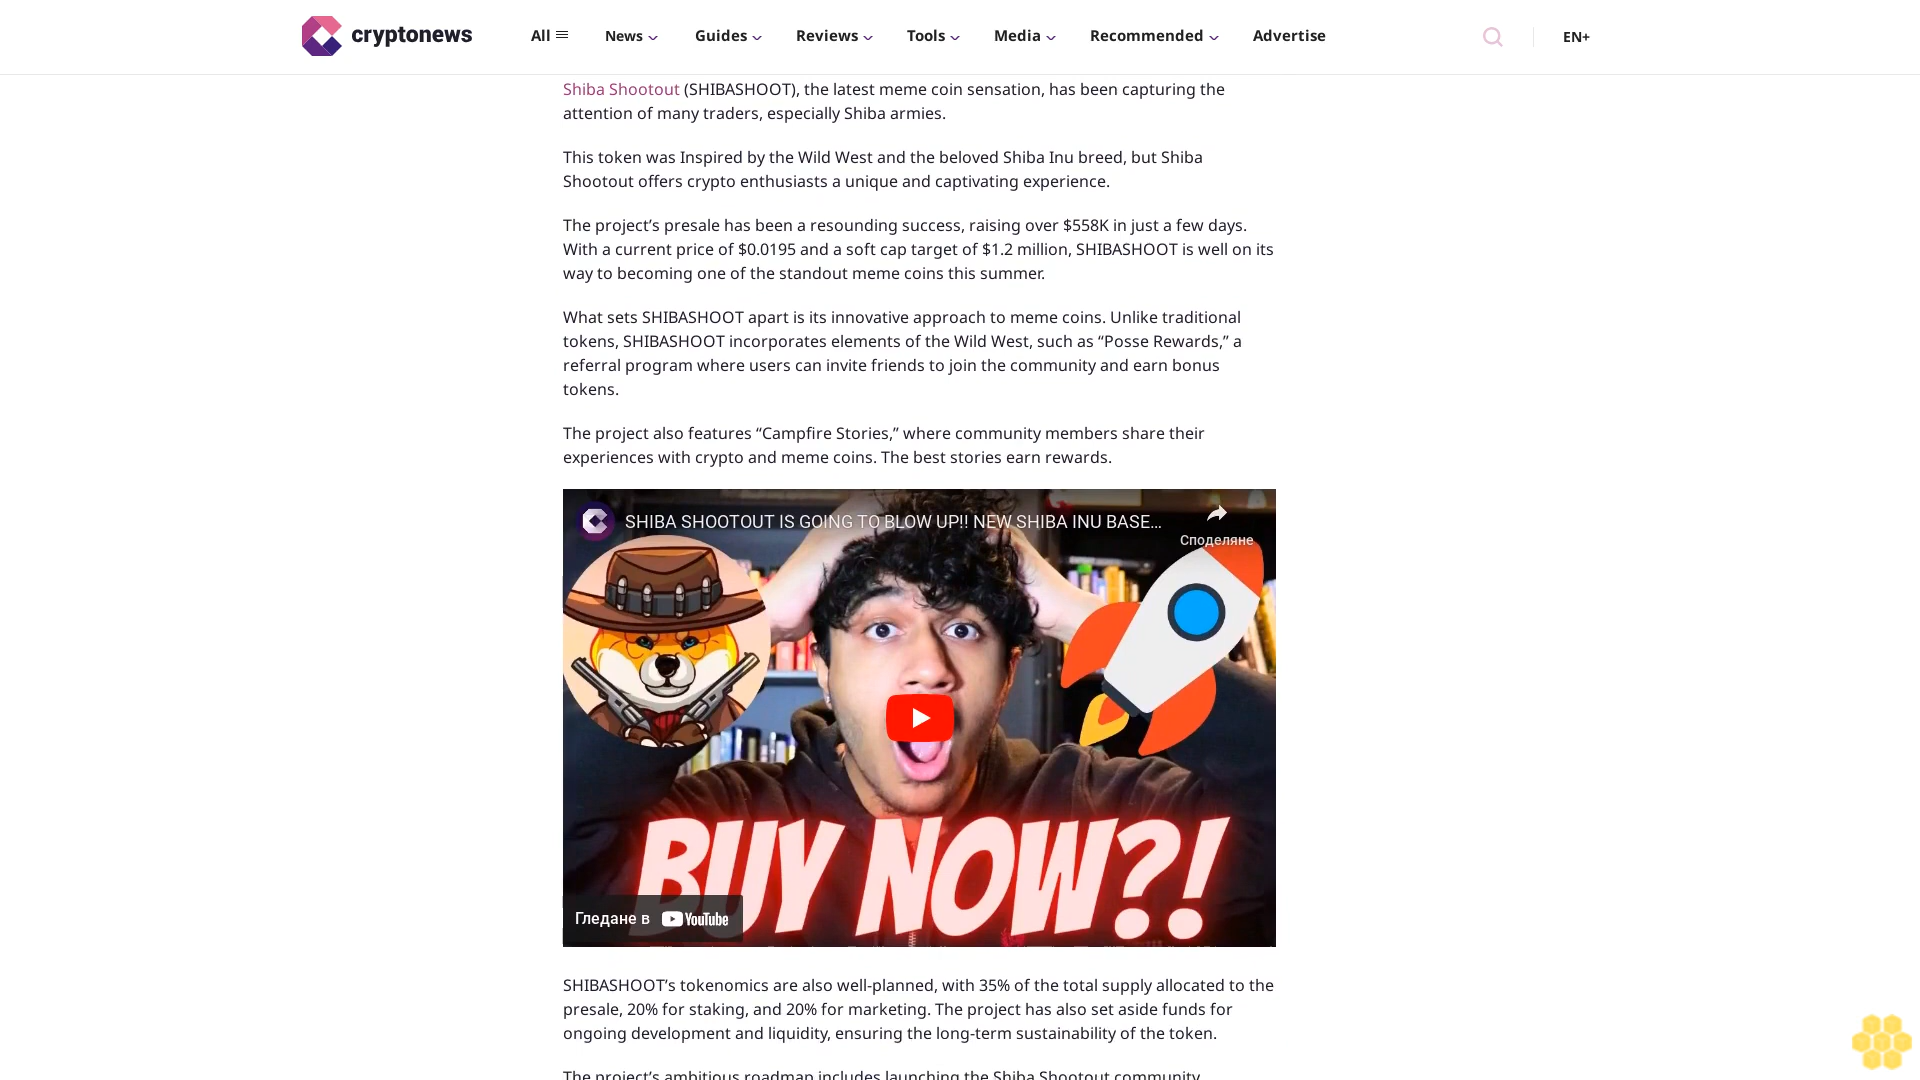 cryptonews
All
News
Guides
Reviews
Tools
Media
Recommended
Advertise
EN+
Shiba Shootout (SHIBASHOOT), the latest meme coin sensation, has been capturing the
attention of many traders, especially Shiba armies.
This token was Inspired by the Wild West and the beloved Shiba Inu breed, but Shiba
Shootout offers crypto enthusiasts a unique and captivating experience.
The project’s presale has been a resounding success, raising over $558K in just a few days.
With a current price of $0.0195 and a soft cap target of $1.2 million, SHIBASHOOT is well on its
way to becoming one of the standout meme coins this summer.
What sets SHIBASHOOT apart is its innovative approach to meme coins. Unlike traditional
tokens, SHIBASHOOT incorporates elements of the Wild West, such as “Posse Rewards,” a
referral program where users can invite friends to join the community and earn bonus
tokens.
The project also features “Campfire Stories,” where community members share their
experiences with crypto and meme coins. The best stories earn rewards.
SHIBA SHOOTOUT IS GOING TO BLOW UP!! NEW SHIBA INU BASE...
Споделяне
BUY NOW?!
Гледане в YouTube
SHIBASHOOT’s tokenomics are also well-planned, with 35% of the total supply allocated to the
presale, 20% for staking, and 20% for marketing. The project has also set aside funds for
ongoing development and liquidity, ensuring the long-term sustainability of the token.
The project’s ambitious roadmap includes launching the Shiba Shootout community,